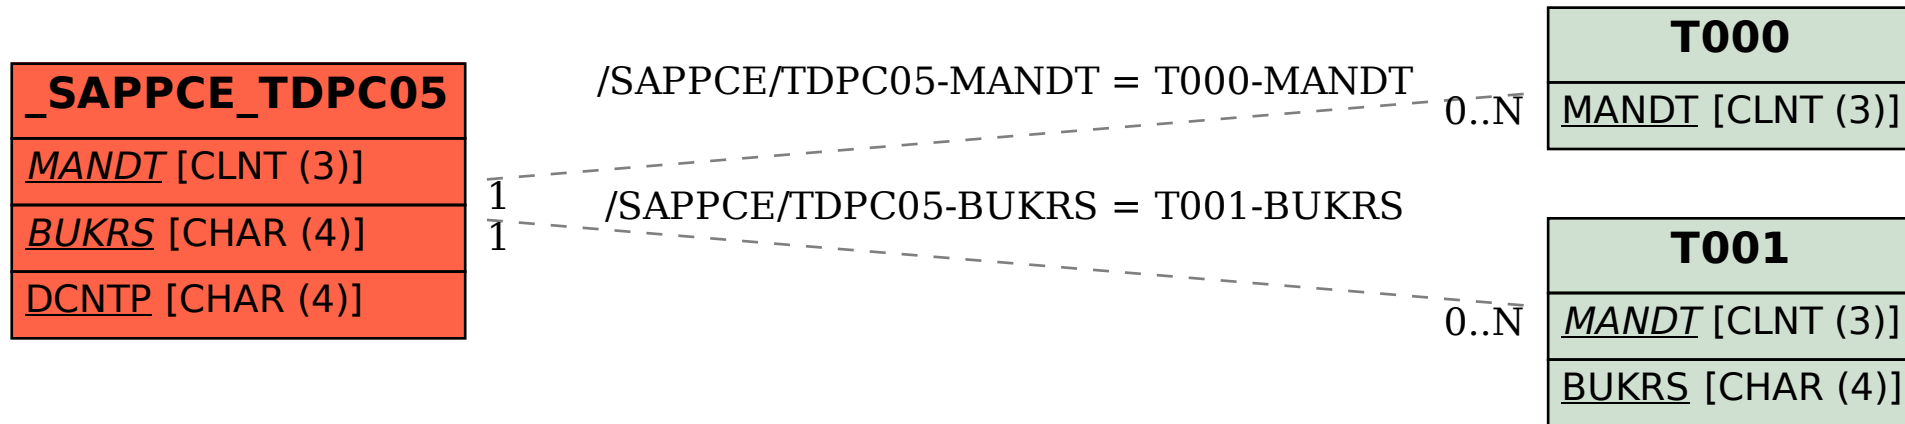 _SAPPCE_TDPC05
MANDT [CLNT (3)]
BUKRS [CHAR (4)]
DCNTP [CHAR (4)]
/SAPPCE/TDPC05-MANDT = T000-MANDT
0..N
1
/SAPPCE/TDPC05-BUKRS = T001-BUKRS
1
0..N
T000
MANDT [CLNT (3)]
T001
MANDT [CLNT (3)]
BUKRS [CHAR (4)]